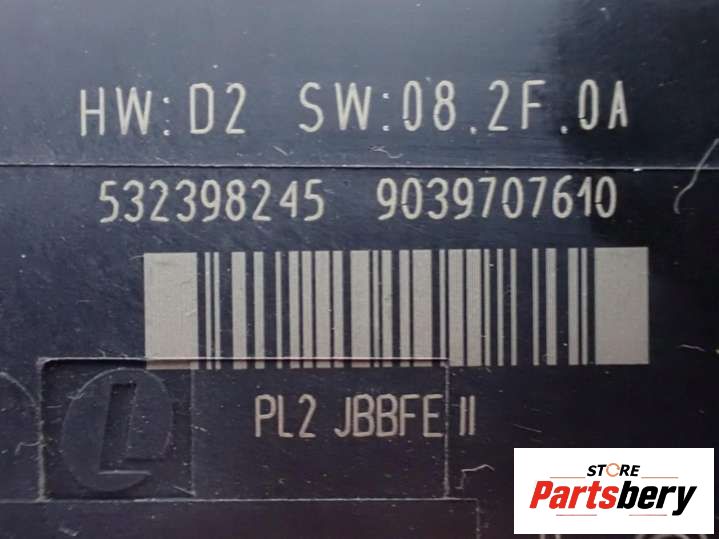 HW:D2 SW:08.2F.0A
532398245 9039707610
PL2 JBBFE II
L
STORE
Partsbery